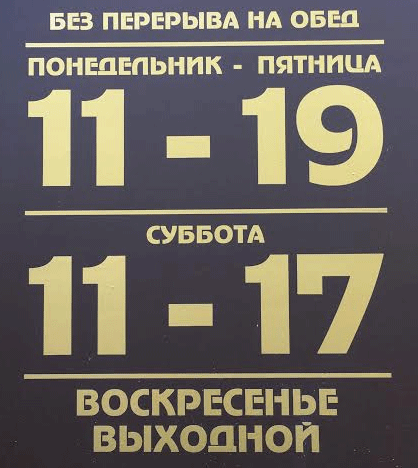 БЕЗ ПЕРЕРЫВА НА ОБЕД
ПОНЕДЕЛЬНИК - ПЯТНИЦА
11 - 19
СУББОТА
11 - 17
ВОСКРЕСЕНЬЕ
ВЫХОДНОЙ